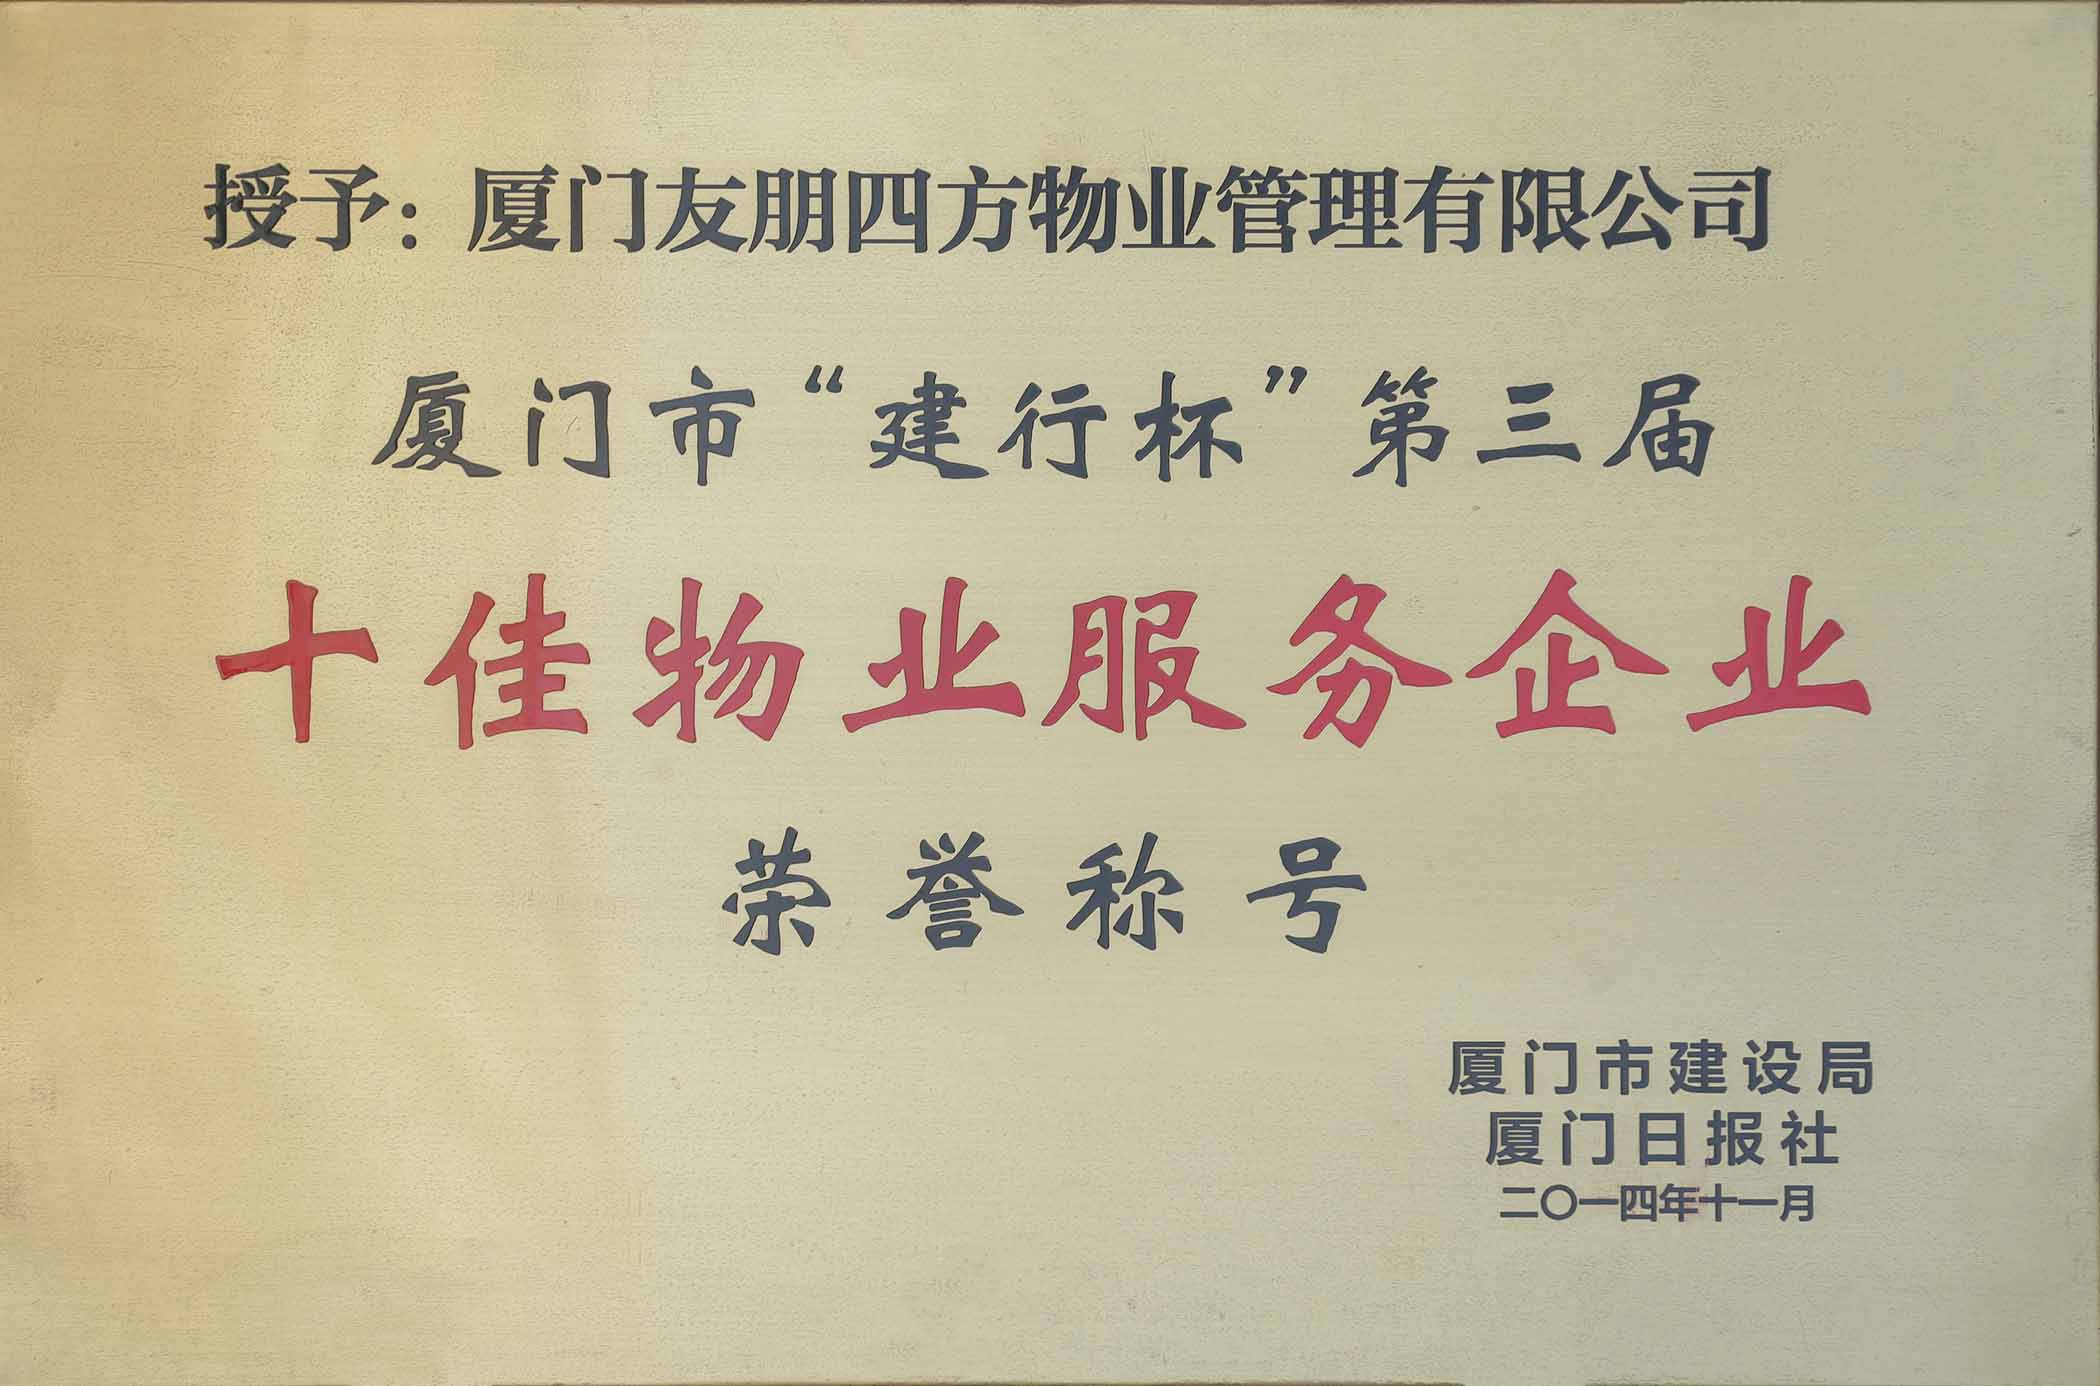 授予：厦门友朋四方物业管理有限公司
厦门市“建行杯”第三届
十佳物业服务企业
荣誉称号
厦门市建设局
厦门日报社
二〇一四年十一月